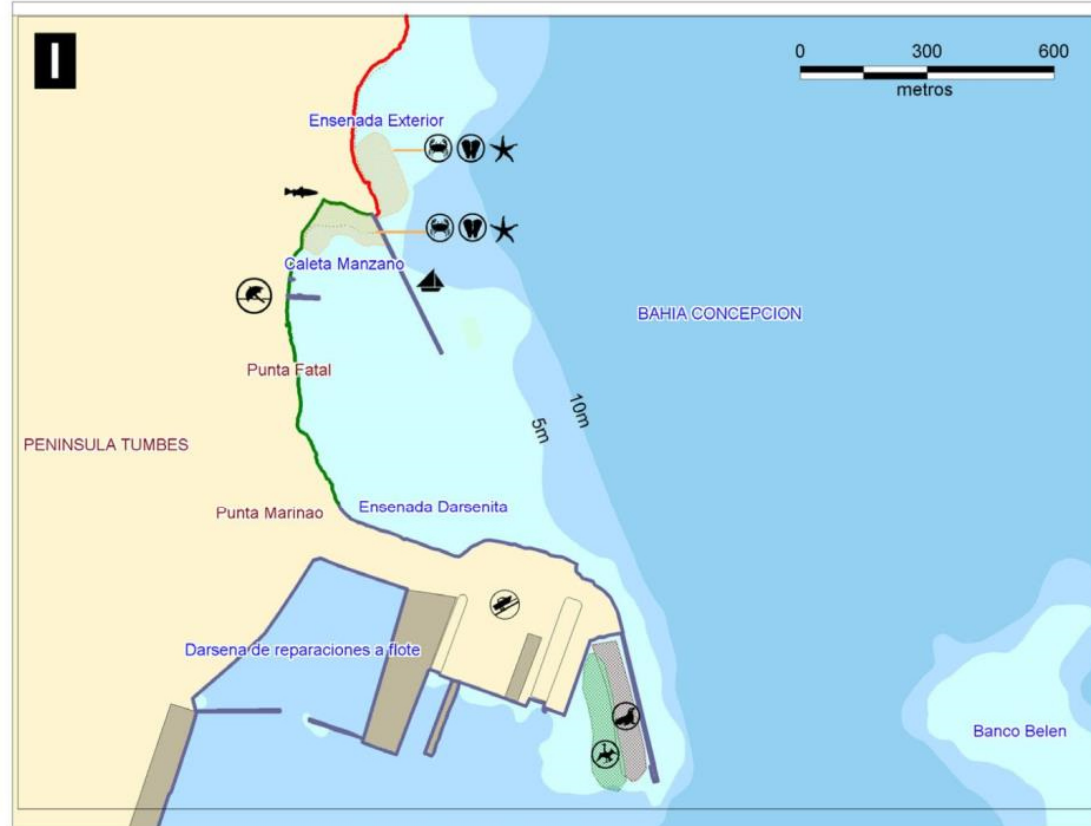 I
0 300 600
metros
Ensenada Exterior
Caleta Manzano
BAHIA CONCEPCION
Punta Fatal
10m
5m
PENINSULA TUMBES
Ensenada Darsenita
Punta Marinao
Darsena de reparaciones a flote
Banco Belen